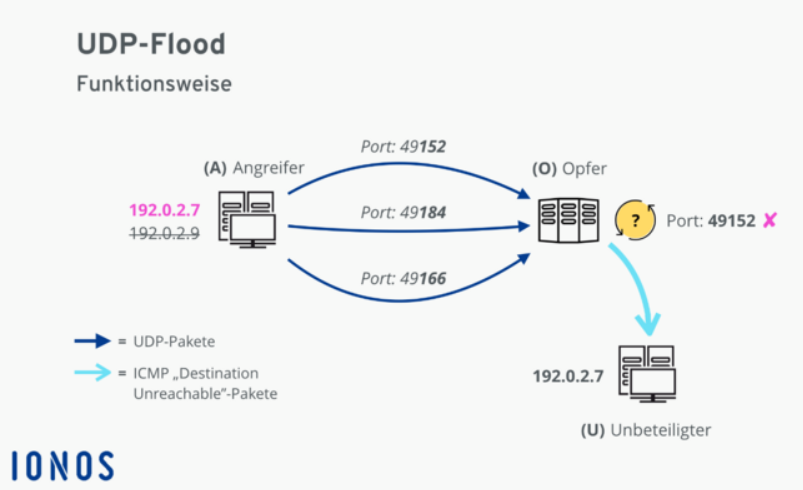 UDP-Flood
Funktionsweise
Port: 49152
(A) Angreifer
(O) Opfer
192.0.2.7
192.0.2.9
Port: 49184
?
Port: 49152 ✘
Port: 49166
= UDP-Pakete
= ICMP „Destination
Unreachable"-Pakete
192.0.2.7
(U) Unbeteiligter
IONOS